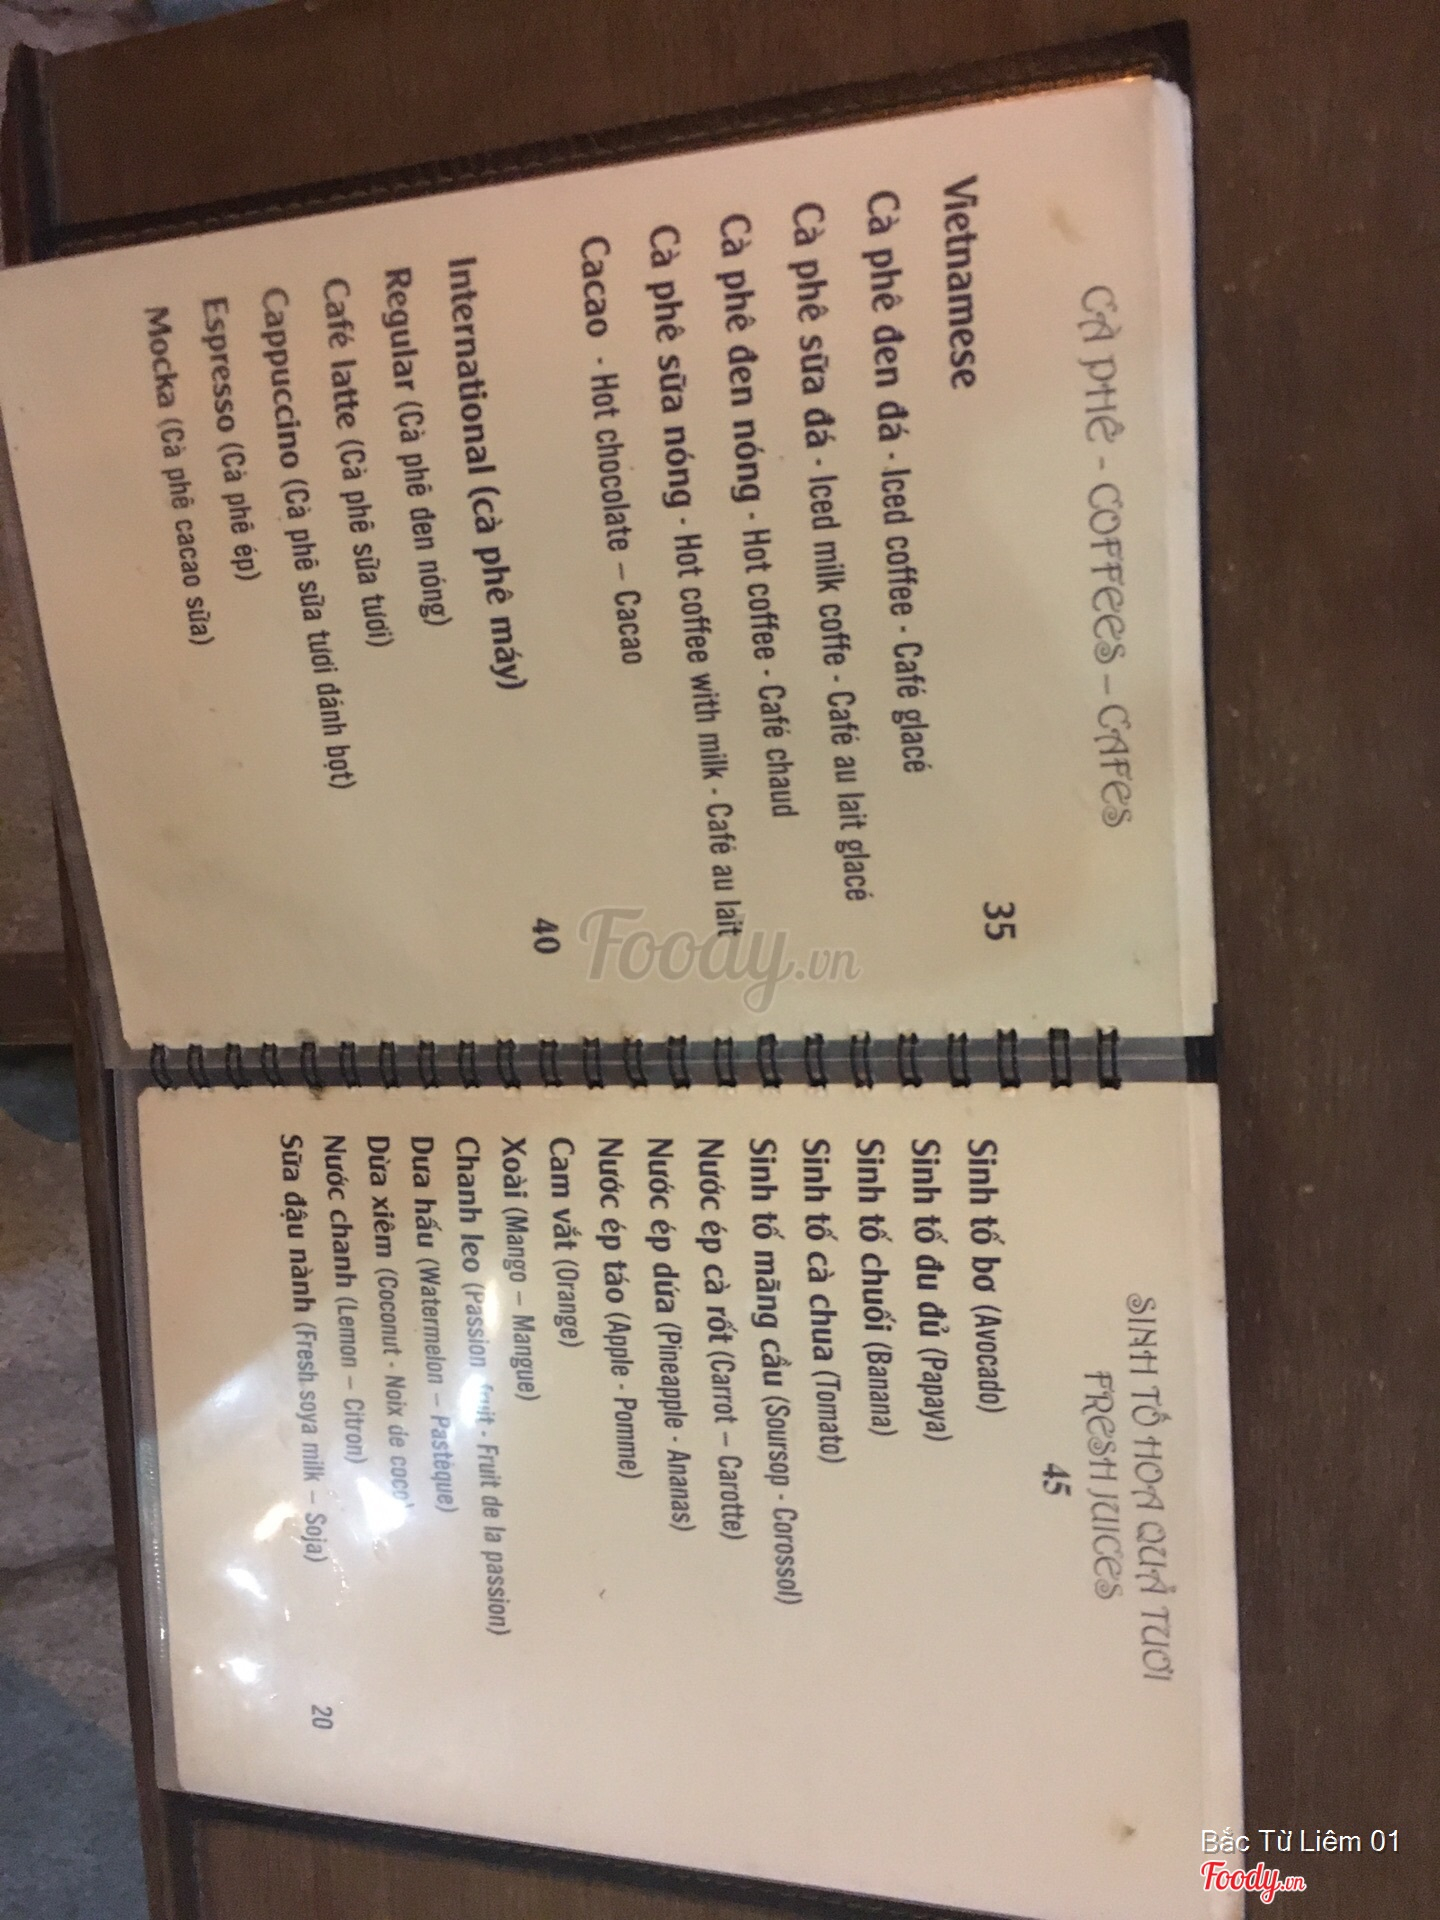 CÀ PHÊ - COFFEES - CAFES
Vietnamese 35
Cà phê đen đá - Iced coffee - Café glacé
Cà phê sữa đá - Iced milk coffe - Café au lait glacé
Cà phê đen nóng - Hot coffee - Café chaud
Cà phê sữa nóng - Hot coffee with milk - Café au lait
Cacao - Hot chocolate – Cacao
International (cà phê máy) 40
Regular (Cà phê đen nóng)
Café latte (Cà phê sữa tươi)
Cappuccino (Cà phê sữa tươi đánh bọt)
Espresso (Cà phê ép)
Mocka (Cà phê cacao sữa)
SINH TỐ HOA QUẢ TƯƠI
FRESH JUICES
45
Sinh tố bơ (Avocado)
Sinh tố đu đủ (Papaya)
Sinh tố chuối (Banana)
Sinh tố cà chua (Tomato)
Sinh tố mãng cầu (Soursop - Corossol)
Nước ép cà rốt (Carrot – Carotte)
Nước ép dứa (Pineapple - Ananas)
Nước ép táo (Apple - Pomme)
Cam vắt (Orange)
Xoài (Mango – Mangue)
Chanh leo (Passion fruit - Fruit de la passion)
Dưa hấu (Watermelon – Pastèque)
Dừa xiêm (Coconut - Noix de coco)
Nước chanh (Lemon – Citron)
Sữa đậu nành (Fresh soya milk – Soja) 20
Foody.vn
Bắc Từ Liêm 01
Foody.vn